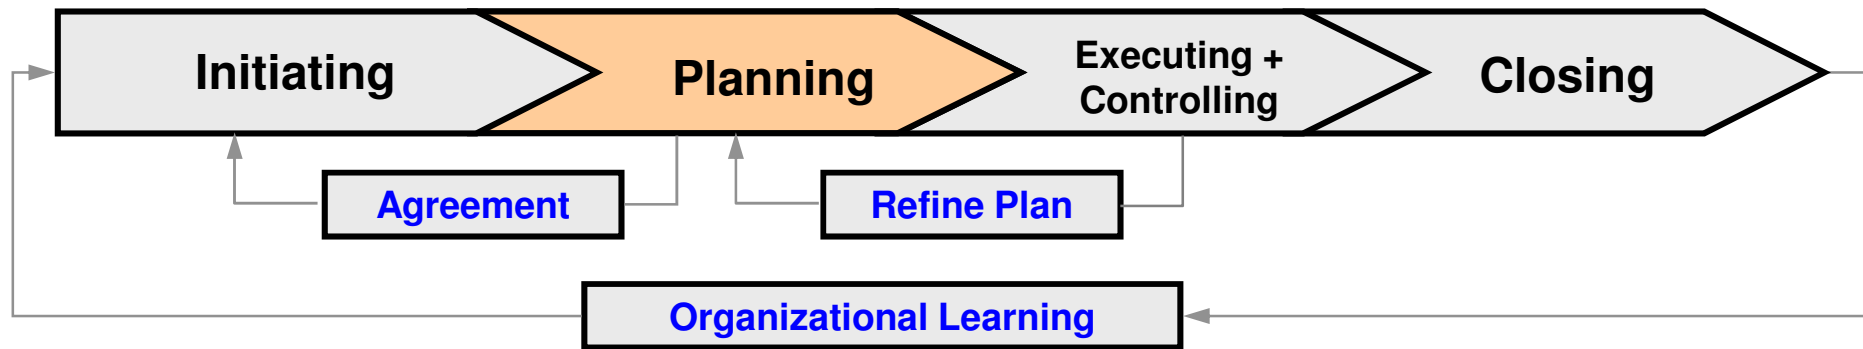 Initiating
Planning
Executing +
Controlling
Closing
Agreement
Refine Plan
Organizational Learning